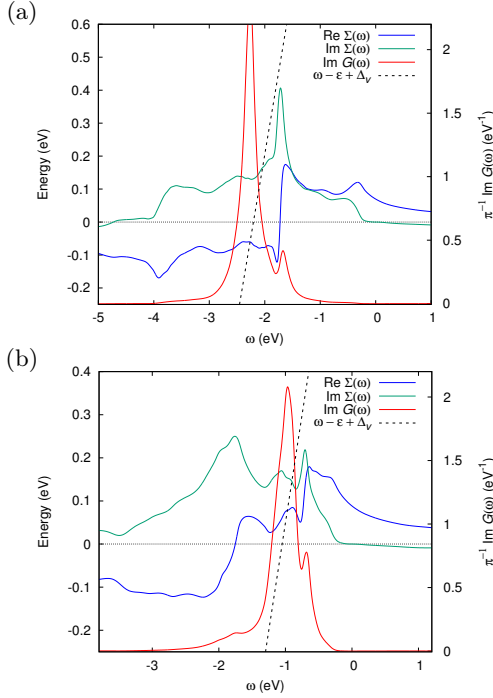 (a)
Re Σ(ω)
Im Σ(ω)
Im G(ω)
ω − ε + Δv
0.6
0.5
0.4
0.3
0.2
0.1
0
-0.1
-0.2
Energy (eV)
2
1.5
1
0.5
0
π⁻¹ Im G(ω) (eV⁻¹)
-5 -4 -3 -2 -1 0 1
ω (eV)
(b)
Re Σ(ω)
Im Σ(ω)
Im G(ω)
ω − ε + Δv
0.4
0.3
0.2
0.1
0
-0.1
-0.2
Energy (eV)
2
1.5
1
0.5
0
π⁻¹ Im G(ω) (eV⁻¹)
-3 -2 -1 0 1
ω (eV)